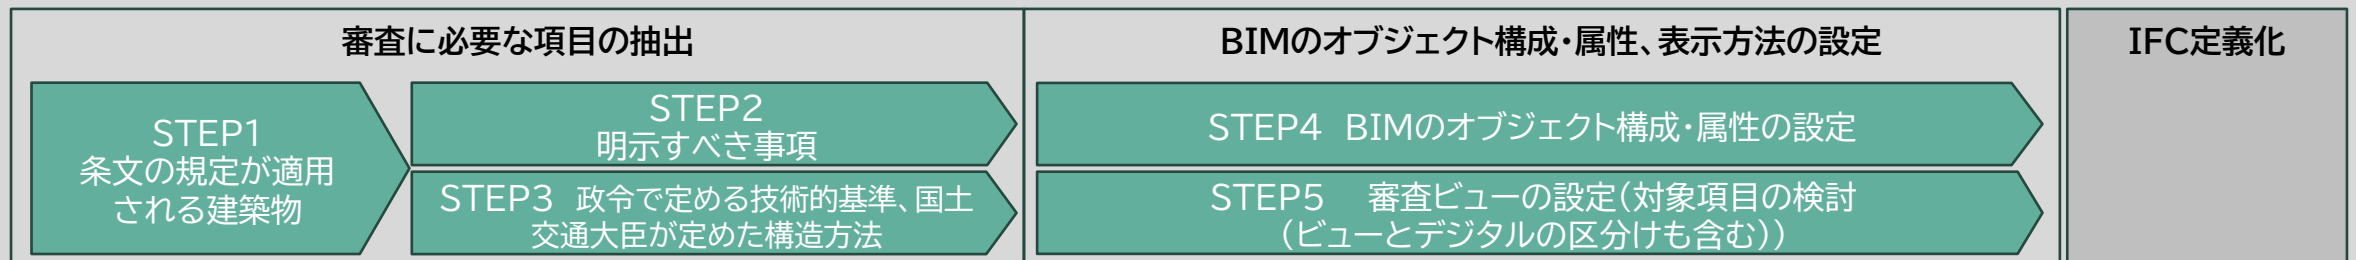 審査に必要な項目の抽出
STEP1
条文の規定が適用
される建築物
STEP2
明示すべき事項
STEP3 政令で定める技術的基準、国土
交通大臣が定めた構造方法
BIMのオブジェクト構成・属性、表示方法の設定
STEP4 BIMのオブジェクト構成・属性の設定
STEP5 審査ビューの設定(対象項目の検討
(ビューとデジタルの区分けも含む))
IFC定義化